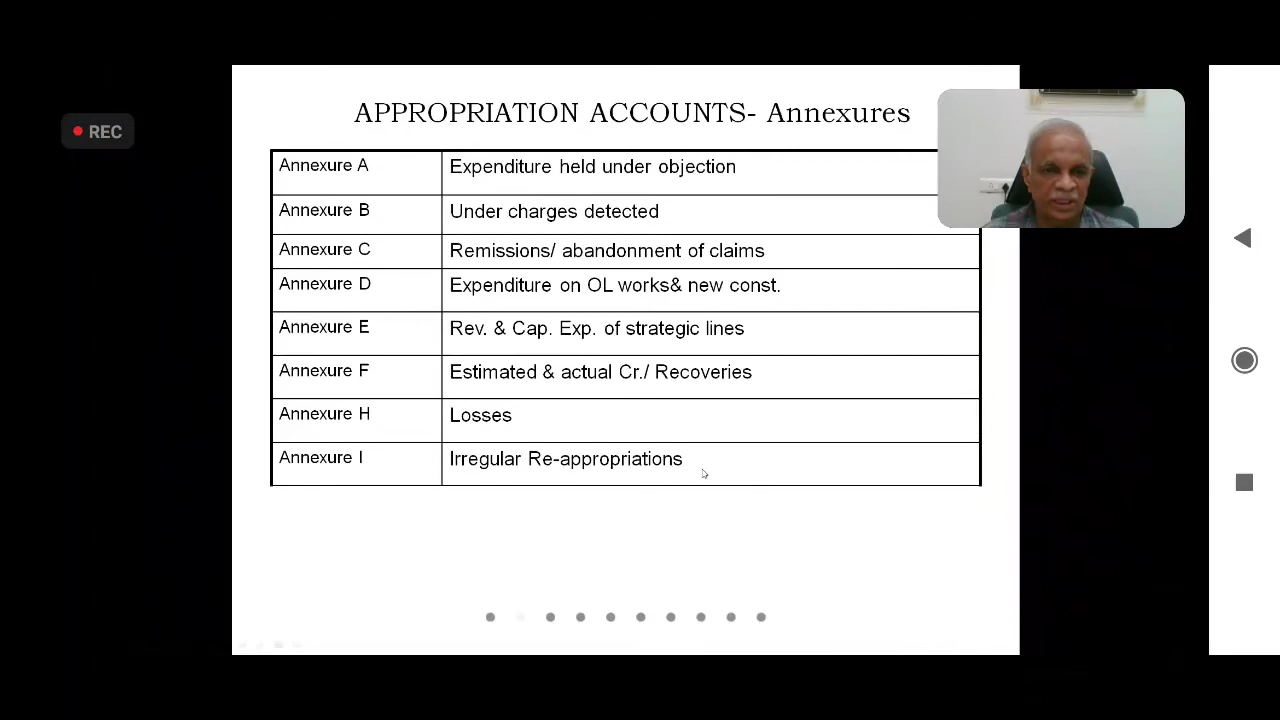 REC
APPROPRIATION ACCOUNTS- Annexures
Annexure A Expenditure held under objection
Annexure B Under charges detected
Annexure C Remissions/ abandonment of claims
Annexure D Expenditure on OL works& new const.
Annexure E Rev. & Cap. Exp. of strategic lines
Annexure F Estimated & actual Cr./ Recoveries
Annexure H Losses
Annexure I Irregular Re-appropriations